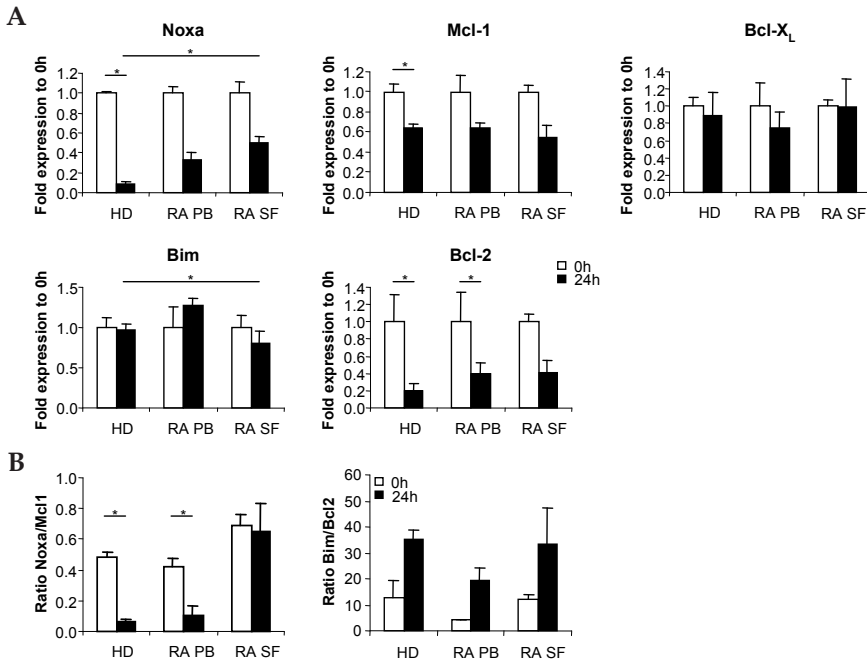 A
Noxa
Fold expression to 0h
1.2
1.0
0.8
0.6
0.4
0.2
0.0
*
*
HD
RA PB
RA SF
Mcl-1
Fold expression to 0h
1.4
1.2
1.0
0.8
0.6
0.4
0.2
0.0
*
HD
RA PB
RA SF
Bcl-XL
Fold expression to 0h
1.4
1.2
1.0
0.8
0.6
0.4
0.2
0.0
HD
RA PB
RA SF
Bim
Fold expression to 0h
1.5
1.0
0.5
0.0
*
HD
RA PB
RA SF
Bcl-2
Fold expression to 0h
1.4
1.2
1.0
0.8
0.6
0.4
0.2
0.0
*
*
0h
24h
HD
RA PB
RA SF
B
Ratio Noxa/Mcl1
0.8
0.6
0.4
0.2
0.0
*
*
HD
RA PB
RA SF
Ratio Bim/Bcl2
60
50
40
30
20
10
0
0h
24h
HD
RA PB
RA SF